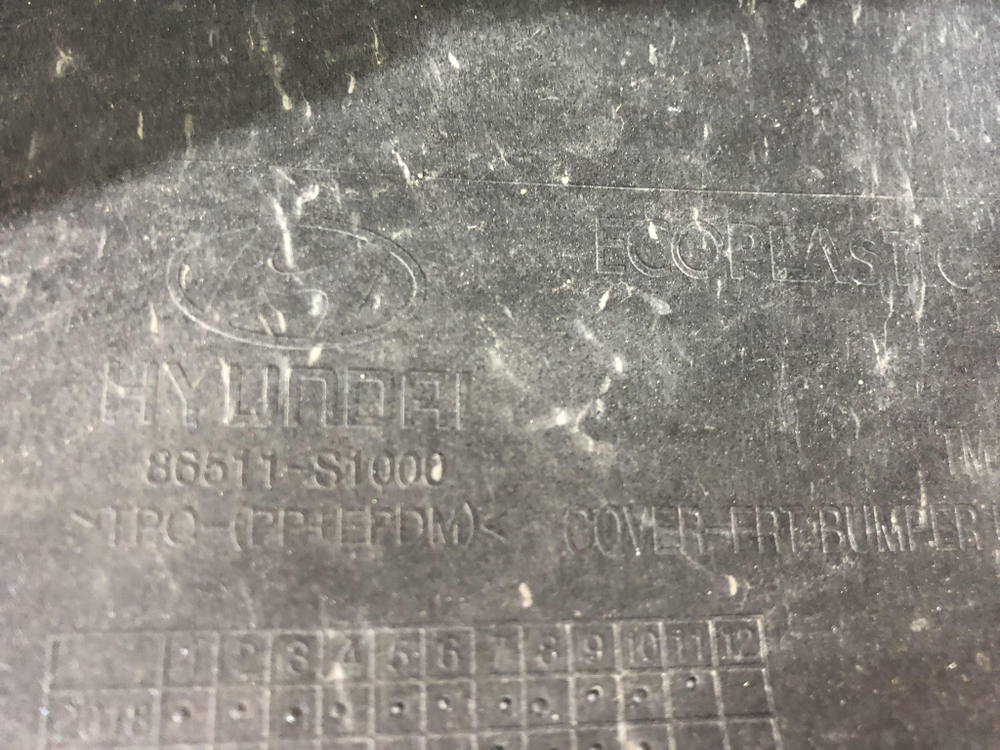 ECOPLASTIC
HYUNDAI
86511-S1000
>TPO-(PP+EPDM)<
COVER-FRT BUMPER
1 2 3 4 5 6 7 8 9 10 11 12
2018